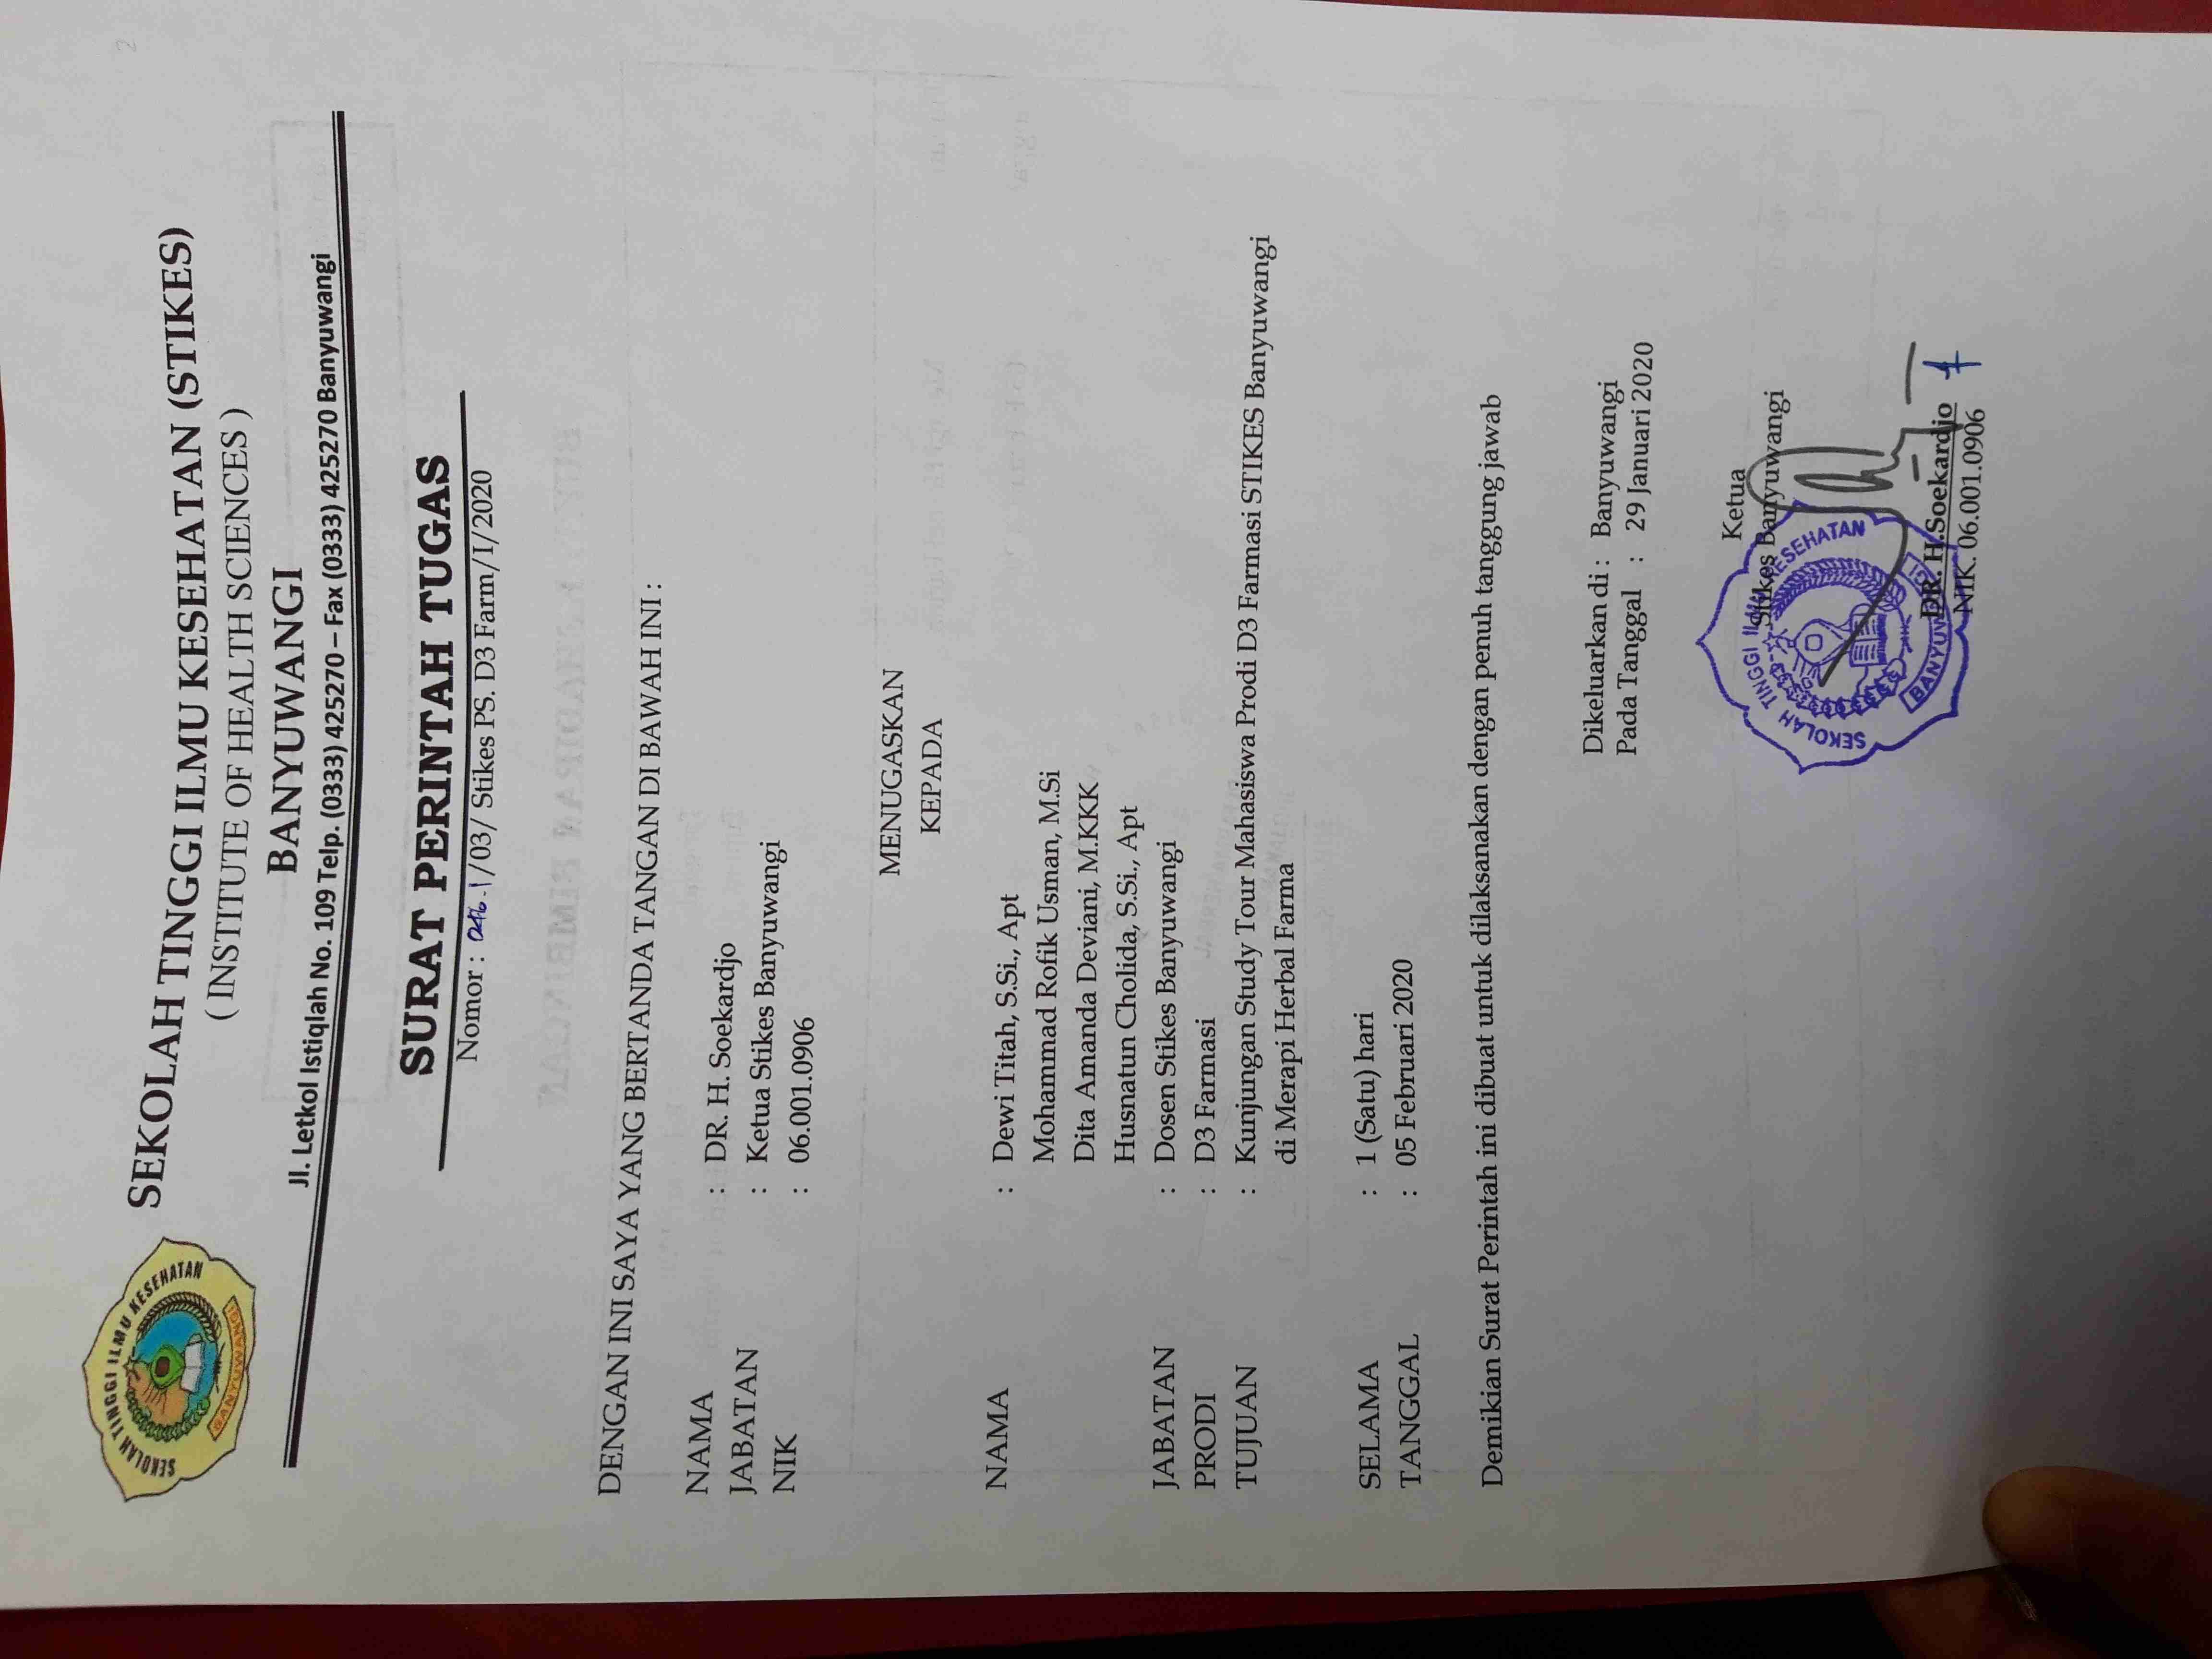 SEKOLAH TINGGI ILMU KESEHATAN
BANYUWANGI
SEKOLAH TINGGI ILMU KESEHATAN (STIKES)
( INSTITUTE OF HEALTH SCIENCES )
BANYUWANGI
Jl. Letkol Istiqlah No. 109 Telp. (0333) 425270 – Fax (0333) 425270 Banyuwangi
2
SURAT PERINTAH TUGAS
Nomor : 046.1/03/ Stikes PS. D3 Farm/I/2020
DENGAN INI SAYA YANG BERTANDA TANGAN DI BAWAH INI :
NAMA : DR. H. Soekardjo
JABATAN : Ketua Stikes Banyuwangi
NIK : 06.001.0906
MENUGASKAN
KEPADA
NAMA : Dewi Titah, S.Si., Apt
Mohammad Rofik Usman, M.Si
Dita Amanda Deviani, M.KKK
Husnatun Cholida, S.Si., Apt
JABATAN : Dosen Stikes Banyuwangi
PRODI : D3 Farmasi
TUJUAN : Kunjungan Study Tour Mahasiswa Prodi D3 Farmasi STIKES Banyuwangi
di Merapi Herbal Farma
SELAMA : 1 (Satu) hari
TANGGAL : 05 Februari 2020
Demikian Surat Perintah ini dibuat untuk dilaksanakan dengan penuh tanggung jawab
Dikeluarkan di : Banyuwangi
Pada Tanggal : 29 Januari 2020
Ketua
Stikes Banyuwangi
SEKOLAH TINGGI ILMU KESEHATAN
BANYUWANGI
DR. H.Soekardjo
NIK. 06.001.0906